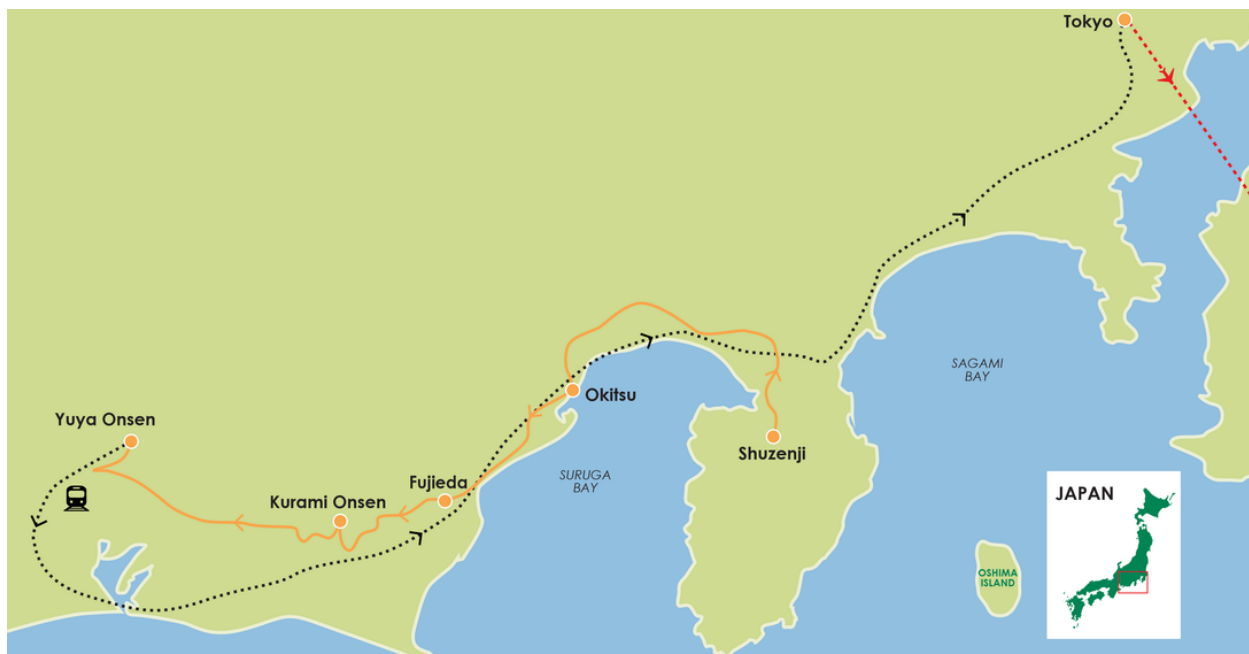 Tokyo
SAGAMI
BAY
Okitsu
Yuya Onsen
Shuzenji
SURUGA
BAY
Fujieda
Kurami Onsen
JAPAN
OSHIMA
ISLAND